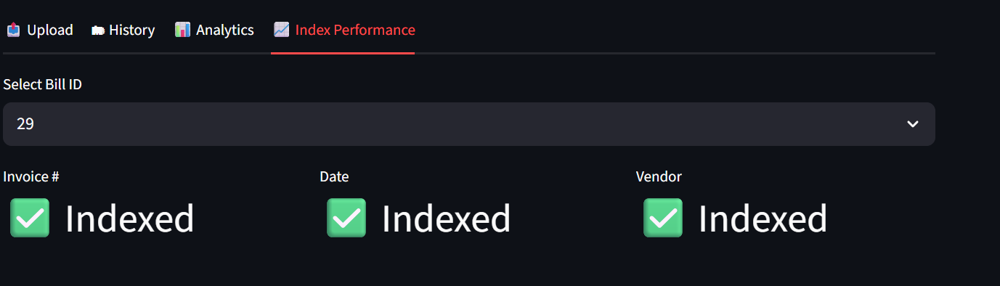 Upload History Analytics Index Performance
Select Bill ID
29
Invoice # Date Vendor
Indexed Indexed Indexed